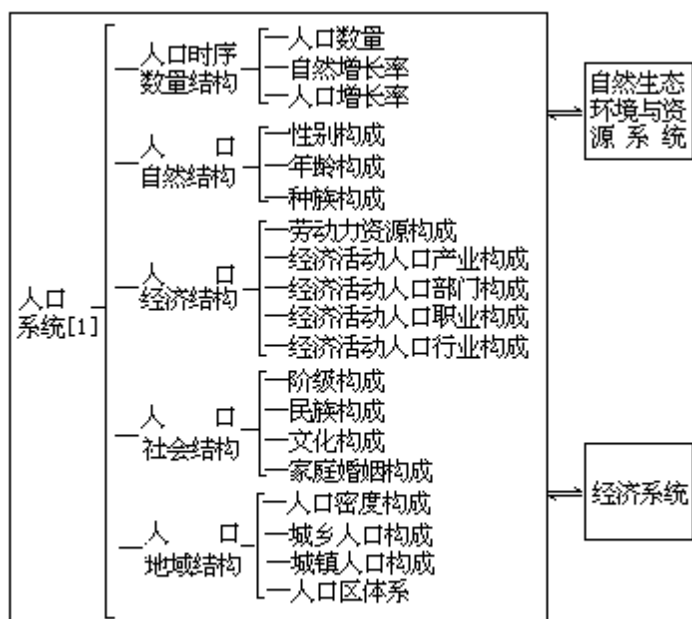 人口
系统[1]
人口时序
数量结构
人口数量
自然增长率
人口增长率
人 口
自然结构
性别构成
年龄构成
种族构成
人 口
经济结构
劳动力资源构成
经济活动人口产业构成
经济活动人口部门构成
经济活动人口职业构成
经济活动人口行业构成
人 口
社会结构
阶级构成
民族构成
文化构成
家庭婚姻构成
人 口
地域结构
人口密度构成
城乡人口构成
城镇人口构成
人口区体系
自然生态
环境与资
源 系 统
经济系统